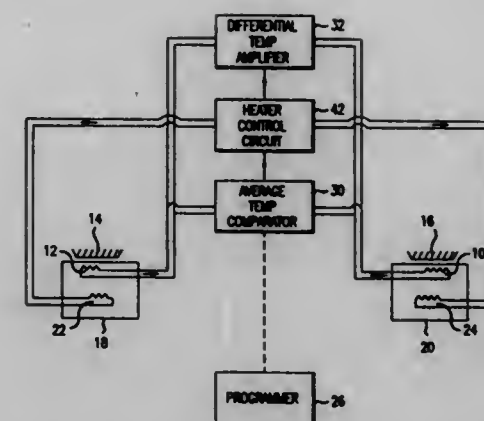 DIFFERENTIAL
TEMP
AMPLIFIER
32
HEATER
CONTROL
CIRCUIT
42
AVERAGE
TEMP
COMPARATOR
30
14
16
12
10
22
18
24
20
PROGRAMMER
26